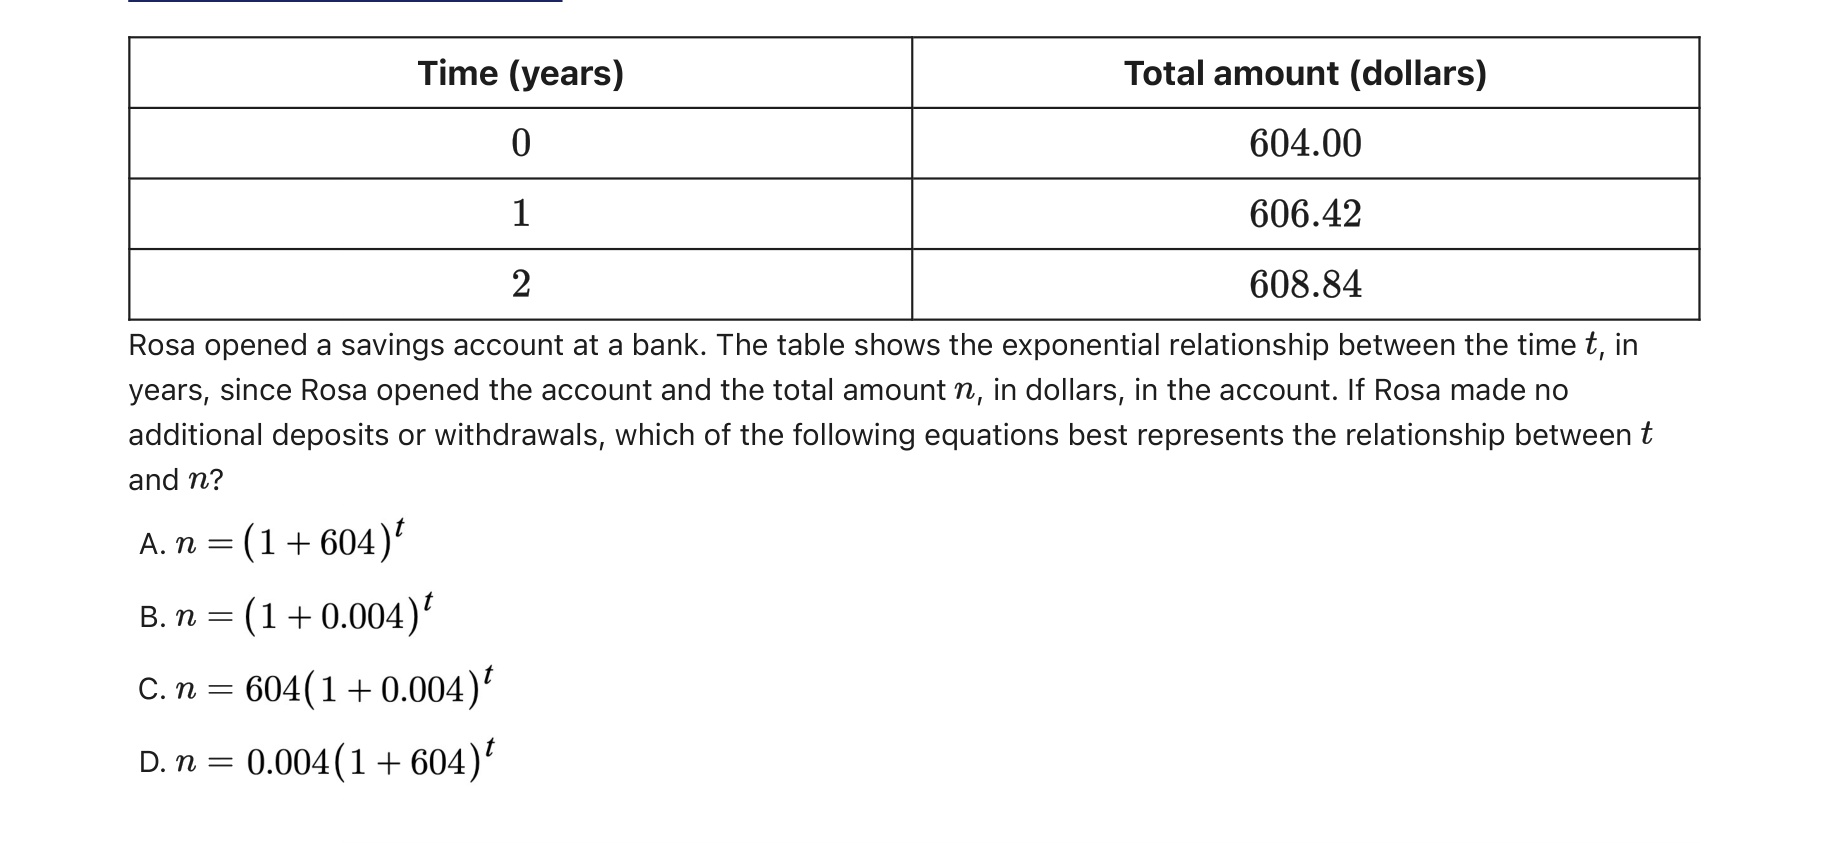 Time (years) Total amount (dollars)
0 604.00
1 606.42
2 608.84
Rosa opened a savings account at a bank. The table shows the exponential relationship between the time t, in
years, since Rosa opened the account and the total amount n, in dollars, in the account. If Rosa made no
additional deposits or withdrawals, which of the following equations best represents the relationship between t
and n?
A. n = (1 + 604)^t
B. n = (1 + 0.004)^t
C. n = 604(1 + 0.004)^t
D. n = 0.004(1 + 604)^t